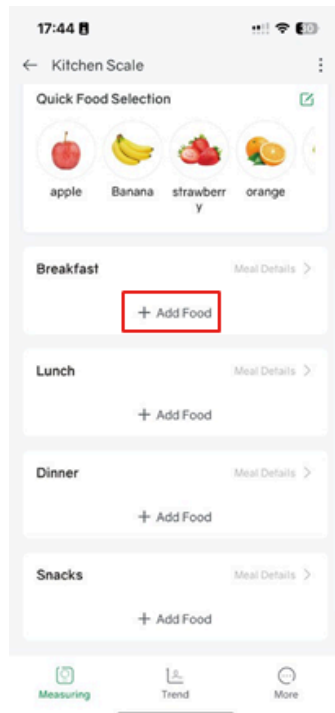 17:44
30
← Kitchen Scale
Quick Food Selection
apple Banana strawberr orange
y
Breakfast Meal Details >
+ Add Food
Lunch Meal Details >
+ Add Food
Dinner Meal Details >
+ Add Food
Snacks Meal Details >
+ Add Food
Measuring Trend More